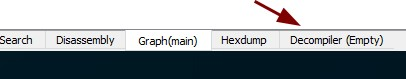 Search Disassembly Graph(main) Hexdump Decompiler (Empty)